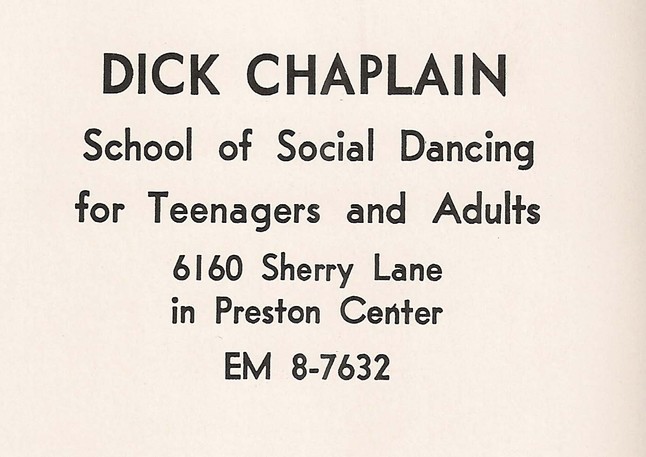 DICK CHAPLAIN
School of Social Dancing
for Teenagers and Adults
6160 Sherry Lane
in Preston Center
EM 8-7632